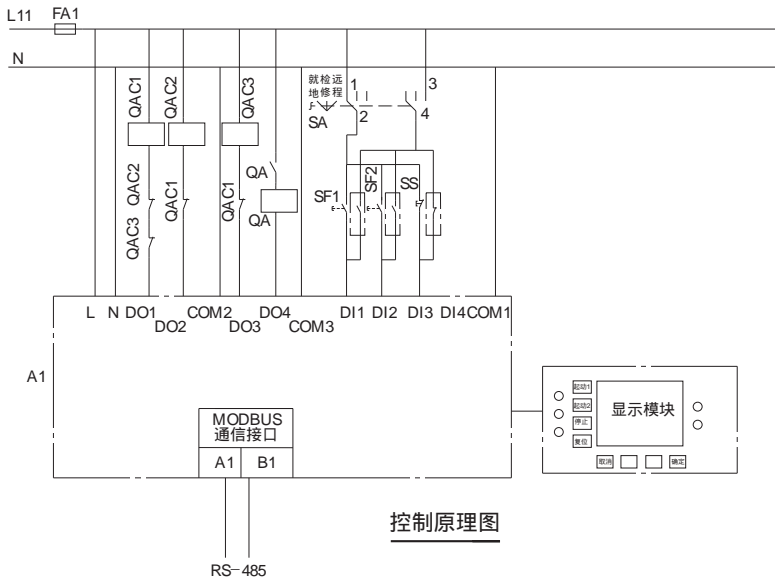 L11 FA1
N
QAC1
QAC2
QAC3
就检远
地修程
SA
1
2
3
4
QAC2
QAC3
QAC1
QAC1
QA
QA
SF1
SF2
SS
L N DO1 DO2 COM2 DO3 DO4 COM3 DI1 DI2 DI3 DI4 COM1
A1
MODBUS
通信接口
A1 B1
RS-485
起动1
起动2
停止
复位
显示模块
取消
确定
控制原理图